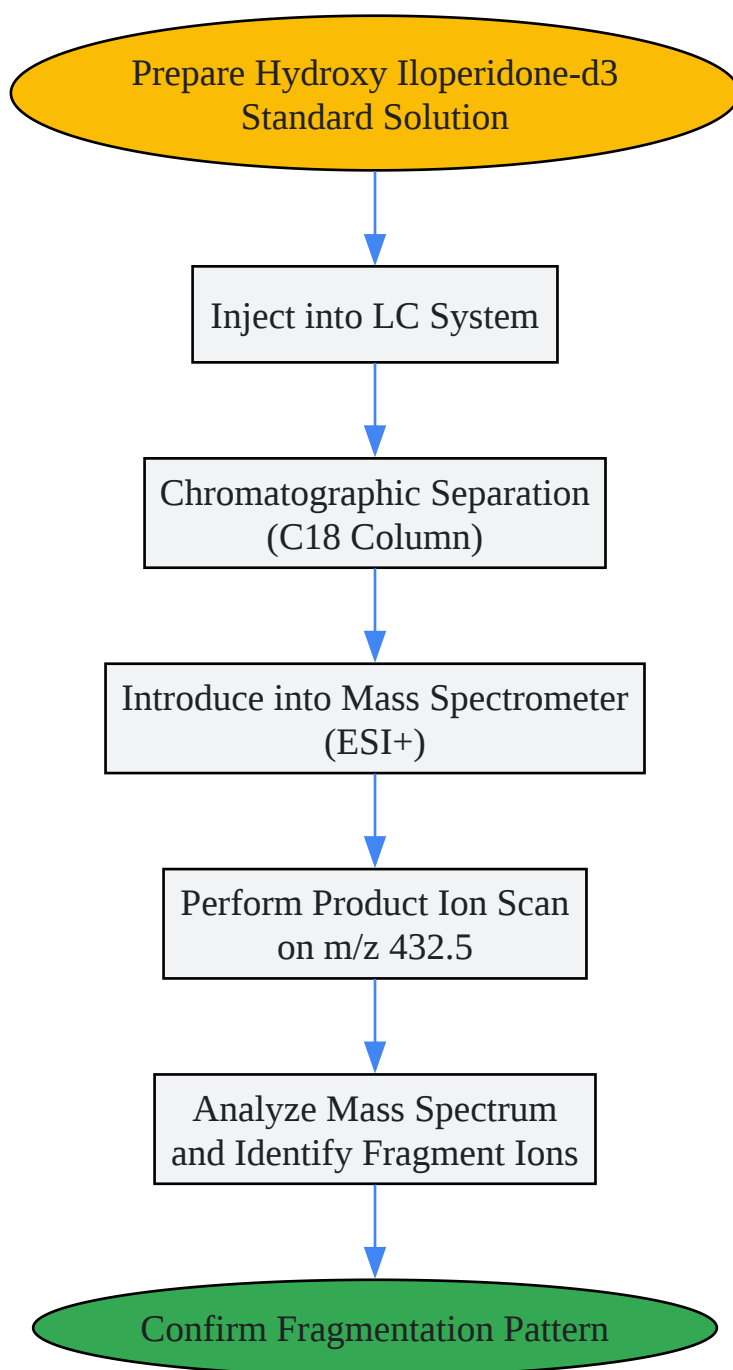 Prepare Hydroxy Iloperidone-d3
Standard Solution
Inject into LC System
Chromatographic Separation
(C18 Column)
Introduce into Mass Spectrometer
(ESI+)
Perform Product Ion Scan
on m/z 432.5
Analyze Mass Spectrum
and Identify Fragment Ions
Confirm Fragmentation Pattern